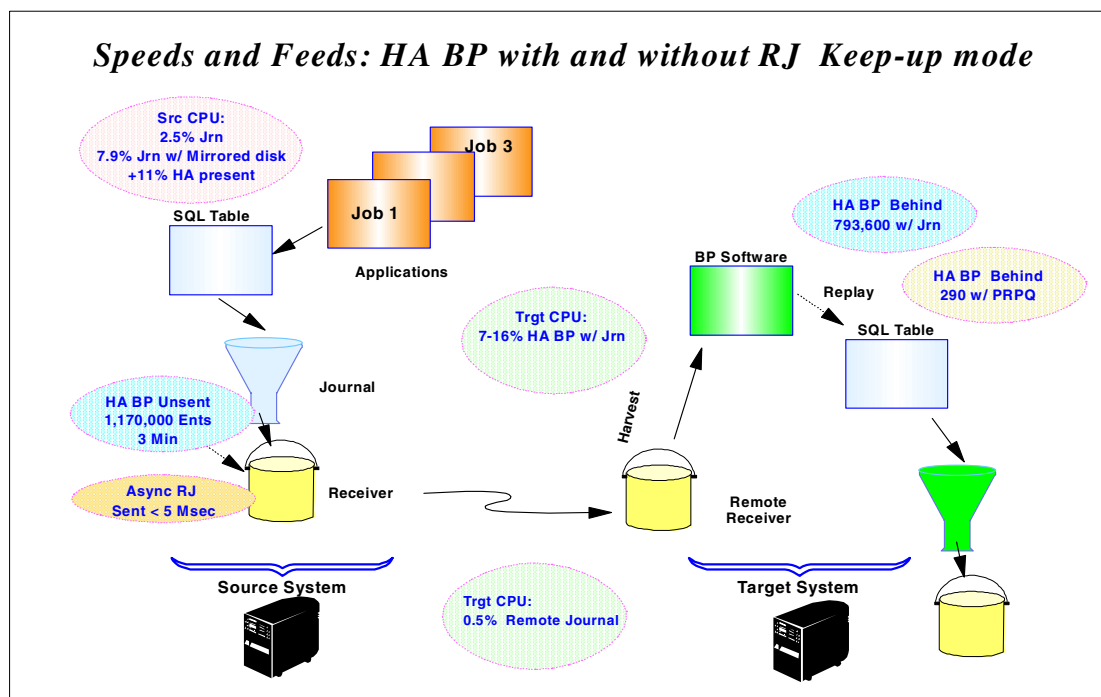 Speeds and Feeds: HA BP with and without RJ Keep-up mode
Src CPU:
2.5% Jrn
7.9% Jrn w/ Mirrored disk
+11% HA present
Job 3
Job 1
SQL Table
Applications
HA BP Behind
793,600 w/ Jrn
BP Software
HA BP Behind
290 w/ PRPQ
Replay
SQL Table
Trgt CPU:
7-16% HA BP w/ Jrn
Journal
HA BP Unsent
1,170,000 Ents
3 Min
Harvest
Async RJ
Sent < 5 Msec
Receiver
Remote
Receiver
Source System
Target System
Trgt CPU:
0.5% Remote Journal